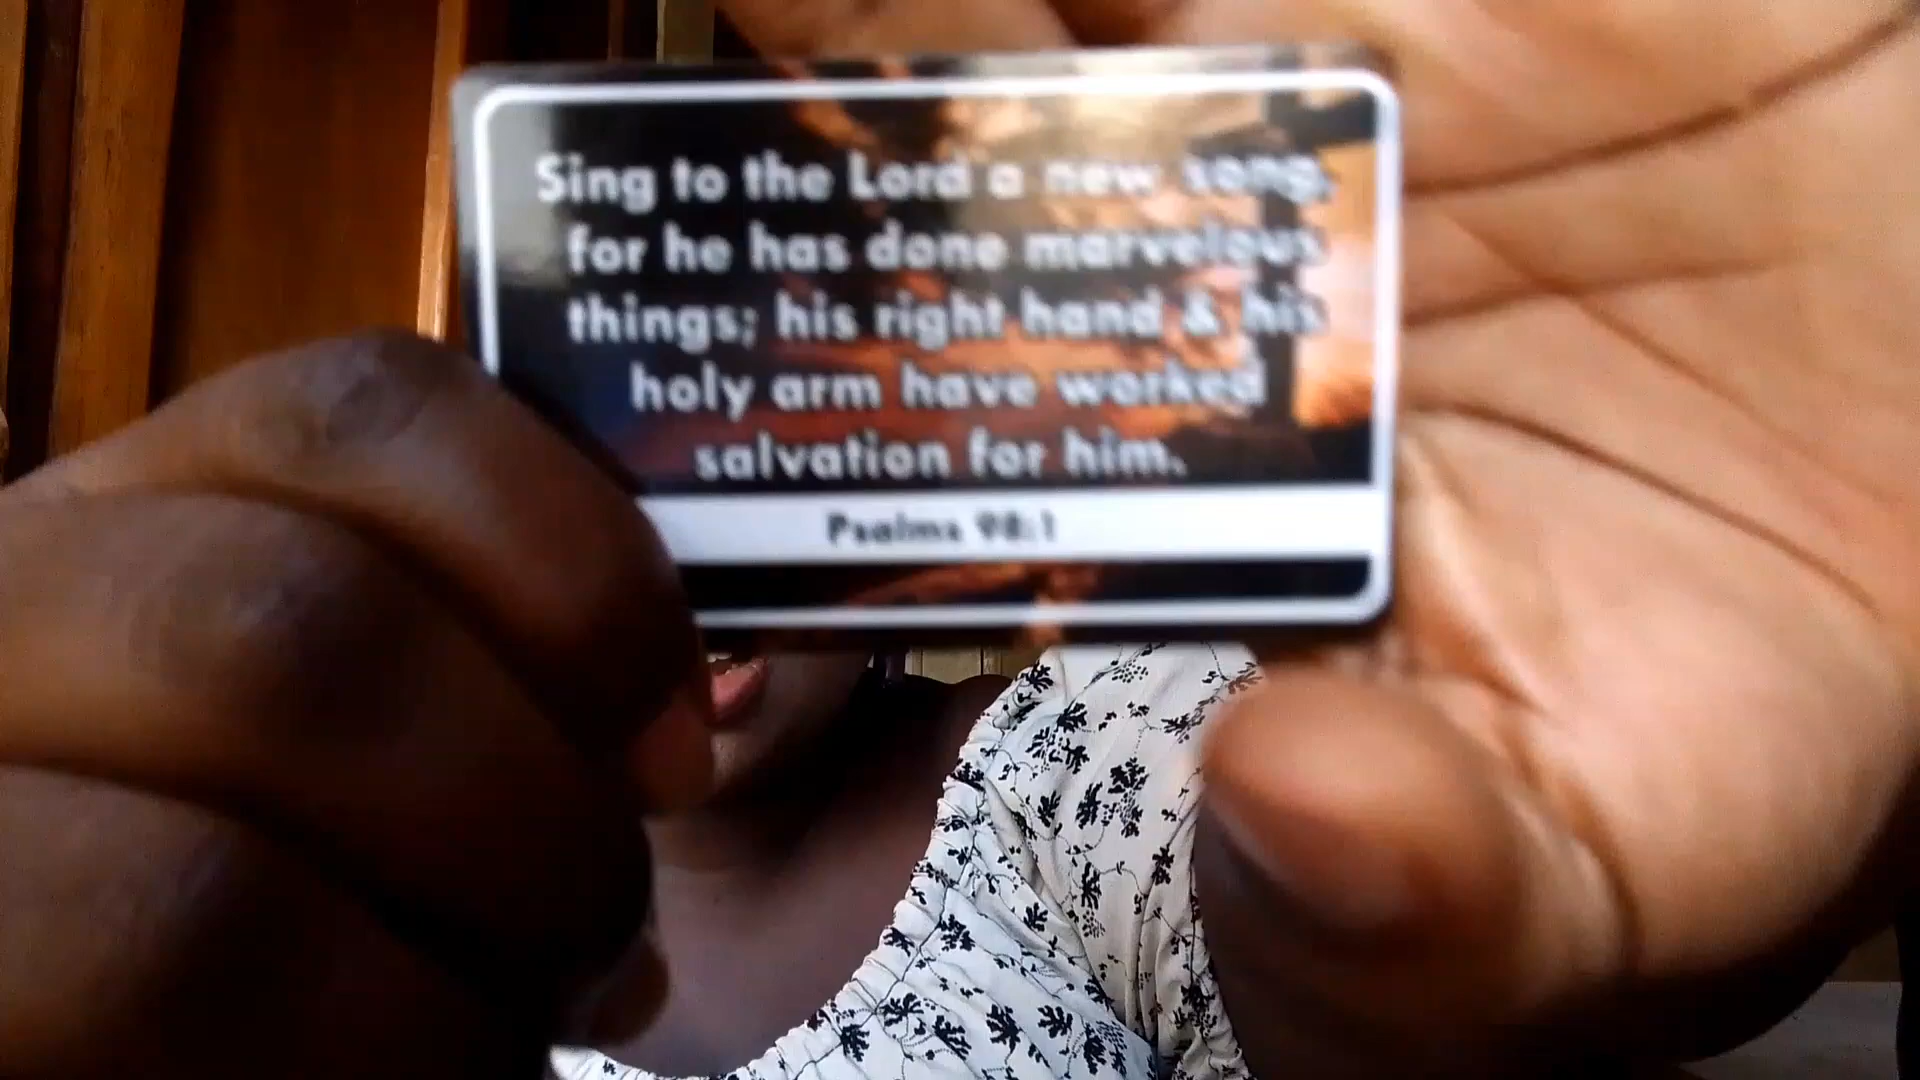 Sing to the Lord a new song,
for he has done marvelous
things; his right hand & his
holy arm have worked
salvation for him.
Psalms 98:1